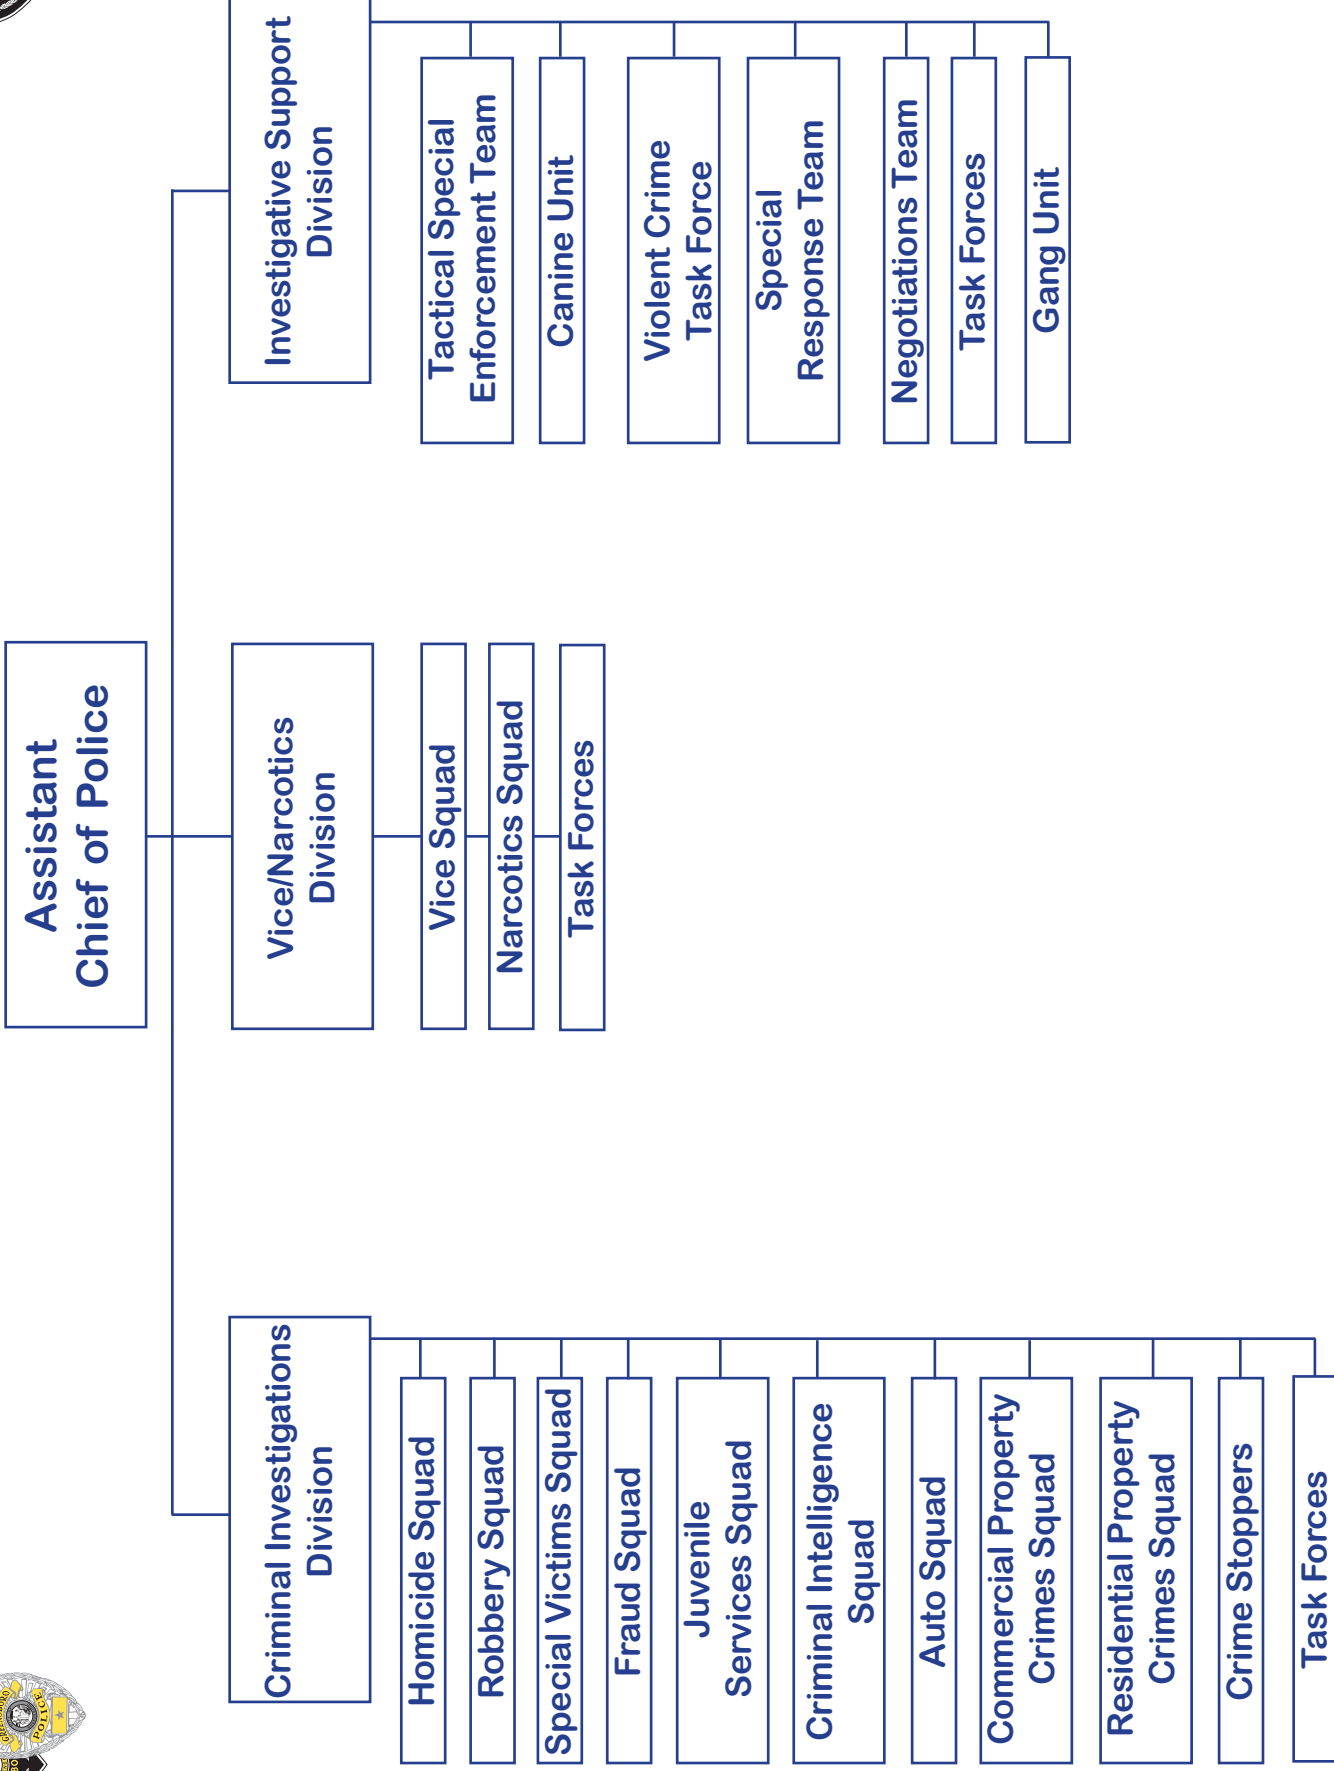 Assistant
Chief of Police
Criminal Investigations
Division
Homicide Squad
Robbery Squad
Special Victims Squad
Fraud Squad
Juvenile
Services Squad
Criminal Intelligence
Squad
Auto Squad
Commercial Property
Crimes Squad
Residential Property
Crimes Squad
Crime Stoppers
Task Forces
Vice/Narcotics
Division
Vice Squad
Narcotics Squad
Task Forces
Investigative Support
Division
Tactical Special
Enforcement Team
Canine Unit
Violent Crime
Task Force
Special
Response Team
Negotiations Team
Task Forces
Gang Unit
GREENSBORO
POLICE